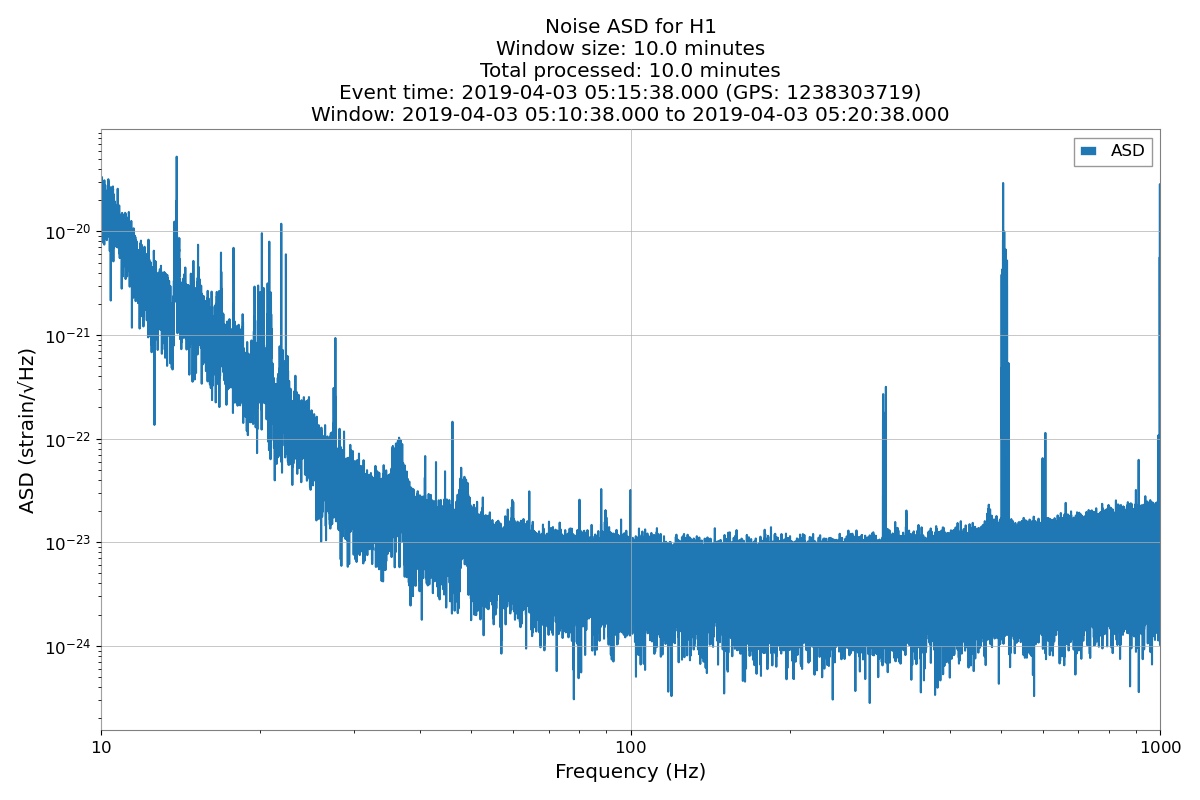 Noise ASD for H1
Window size: 10.0 minutes
Total processed: 10.0 minutes
Event time: 2019-04-03 05:15:38.000 (GPS: 1238303719)
Window: 2019-04-03 05:10:38.000 to 2019-04-03 05:20:38.000
ASD
ASD (strain/√Hz)
10⁻²⁰
10⁻²¹
10⁻²²
10⁻²³
10⁻²⁴
10 100 1000
Frequency (Hz)